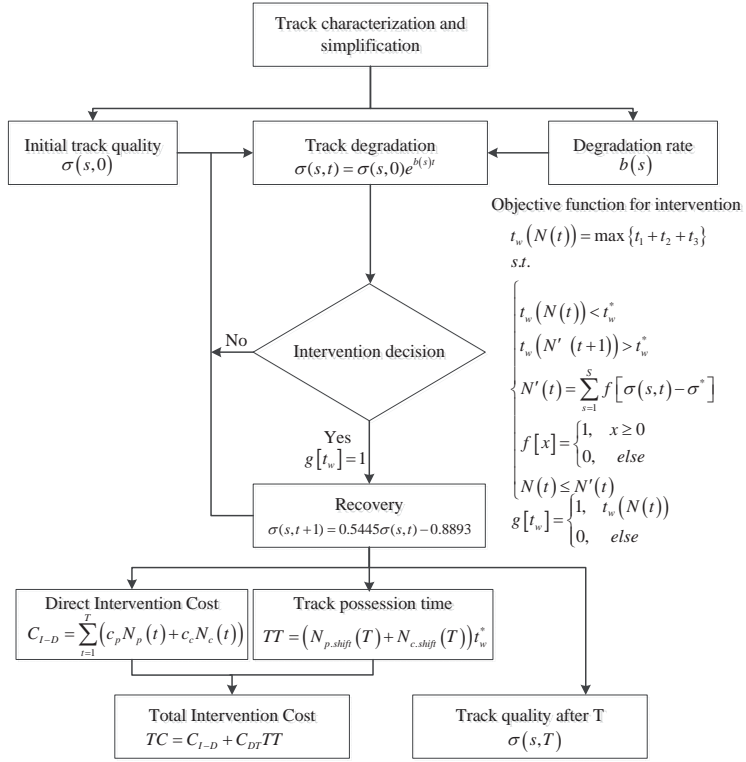 Track characterization and
simplification
Initial track quality
σ(s,0)
Track degradation
σ(s,t) = σ(s,0)e^{b(s)t}
Degradation rate
b(s)
Objective function for intervention
t_w(N(t)) = max{t_1 + t_2 + t_3}
s.t.
t_w(N(t)) < t_w^*
t_w(N′ (t+1)) > t_w^*
N′(t) = ∑_{s=1}^{S} f[σ(s,t) − σ^*]
f[x] = {1, x ≥ 0
0, else
N(t) ≤ N′(t)
g[t_w] = {1, t_w(N(t))
0, else
No
Intervention decision
Yes
g[t_w] = 1
Recovery
σ(s,t+1) = 0.5445σ(s,t) − 0.8893
Direct Intervention Cost
C_{I−D} = ∑_{t=1}^{T} (c_p N_p(t) + c_c N_c(t))
Track possession time
TT = (N_{p.shift}(T) + N_{c.shift}(T))t_w^*
Total Intervention Cost
TC = C_{I−D} + C_{DT}TT
Track quality after T
σ(s,T)